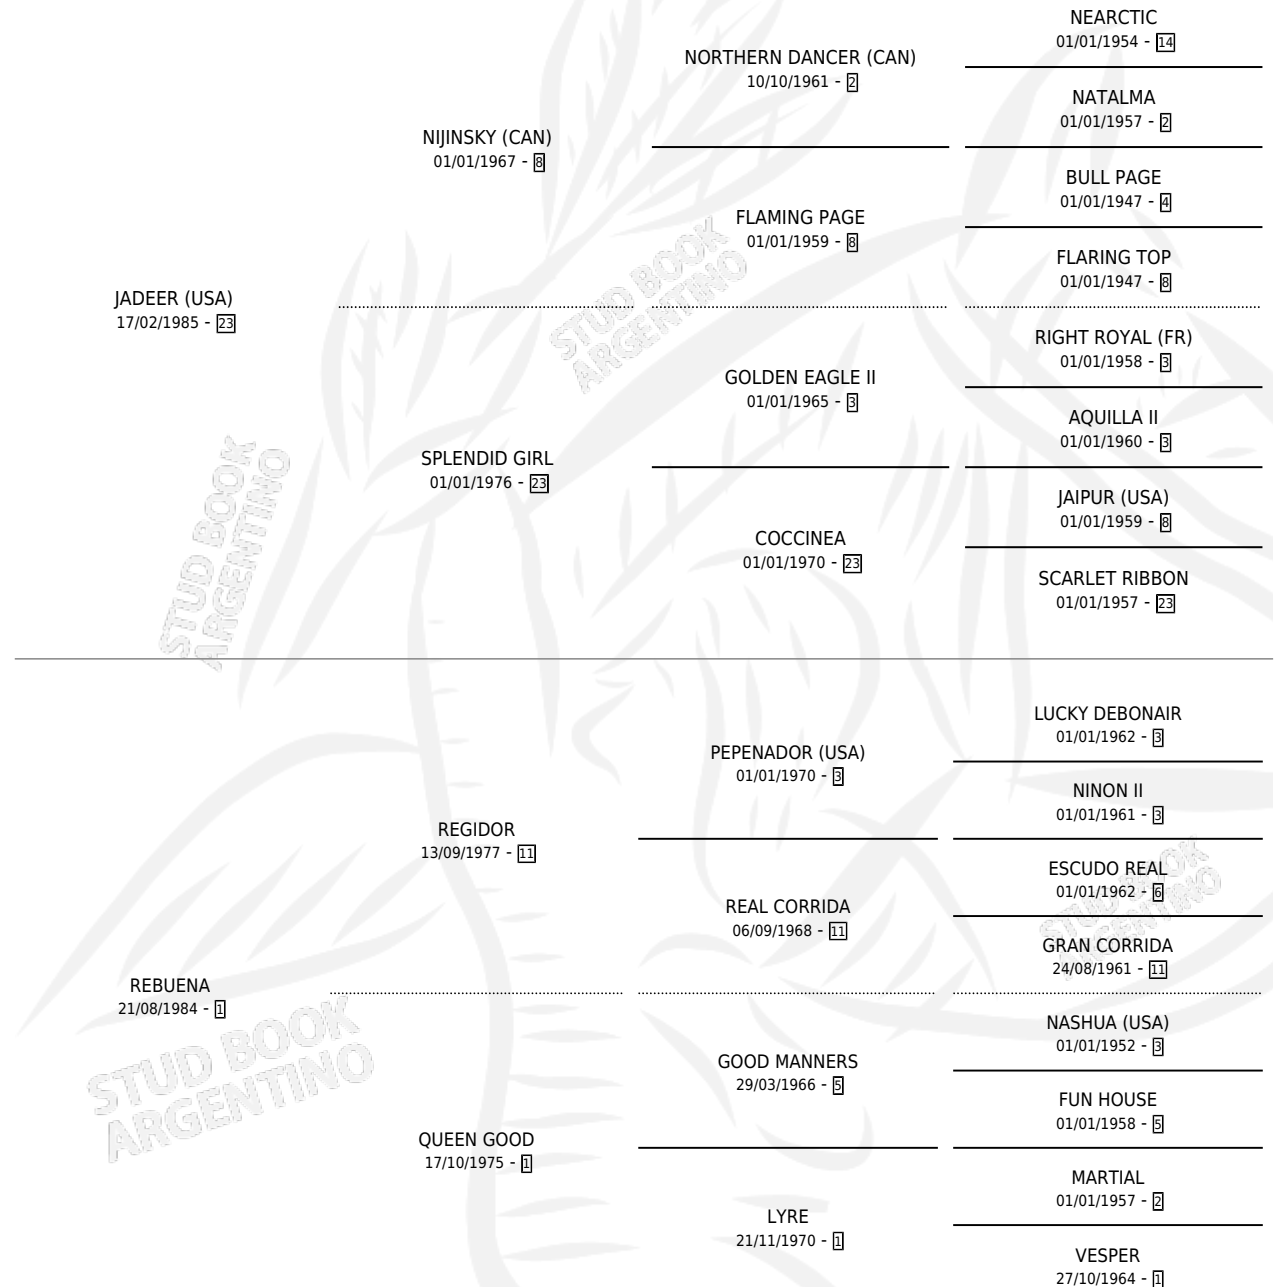 NEARCTIC
01/01/1954 - 14
NORTHERN DANCER (CAN)
10/10/1961 - 2
NATALMA
01/01/1957 - 2
NIJINSKY (CAN)
01/01/1967 - 8
BULL PAGE
01/01/1947 - 4
FLAMING PAGE
01/01/1959 - 8
FLARING TOP
01/01/1947 - 8
JADEER (USA)
17/02/1985 - 23
RIGHT ROYAL (FR)
01/01/1958 - 3
GOLDEN EAGLE II
01/01/1965 - 3
AQUILLA II
01/01/1960 - 3
SPLENDID GIRL
01/01/1976 - 23
JAIPUR (USA)
01/01/1959 - 8
COCCINEA
01/01/1970 - 23
SCARLET RIBBON
01/01/1957 - 23
STUD BOOK
ARGENTINO
STUD BOOK
ARGENTINO
LUCKY DEBONAIR
01/01/1962 - 3
PEPENADOR (USA)
01/01/1970 - 3
NINON II
01/01/1961 - 3
REGIDOR
13/09/1977 - 11
ESCUDO REAL
01/01/1962 - 6
REAL CORRIDA
06/09/1968 - 11
GRAN CORRIDA
24/08/1961 - 11
REBUENA
21/08/1984 - 1
NASHUA (USA)
01/01/1952 - 3
GOOD MANNERS
29/03/1966 - 5
FUN HOUSE
01/01/1958 - 5
QUEEN GOOD
17/10/1975 - 1
MARTIAL
01/01/1957 - 2
LYRE
21/11/1970 - 1
VESPER
27/10/1964 - 1
STUD BOOK
ARGENTINO
STUD BOOK
ARGENTINO